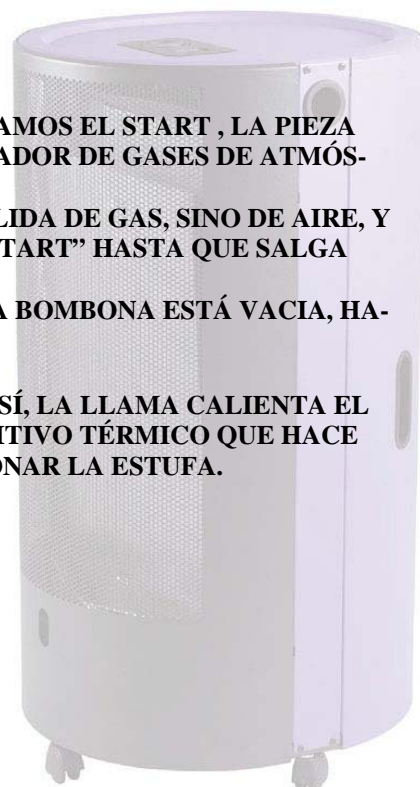 AMOS EL START , LA PIEZA
ADOR DE GASES DE ATMÓS-
LIDA DE GAS, SINO DE AIRE, Y
TART” HASTA QUE SALGA
A BOMBONA ESTÁ VACIA, HA-
SÍ, LA LLAMA CALIENTA EL
ITIVO TÉRMICO QUE HACE
ONAR LA ESTUFA.